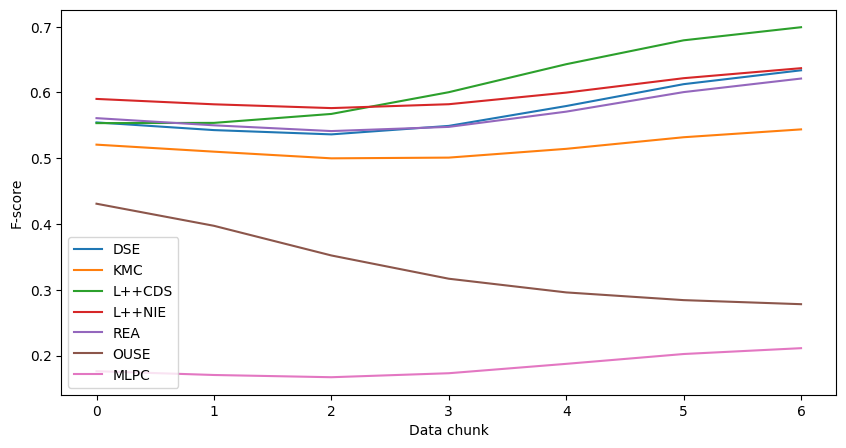 0.7
0.6
0.5
0.4
0.3
0.2
F-score
DSE
KMC
L++CDS
L++NIE
REA
OUSE
MLPC
0 1 2 3 4 5 6
Data chunk